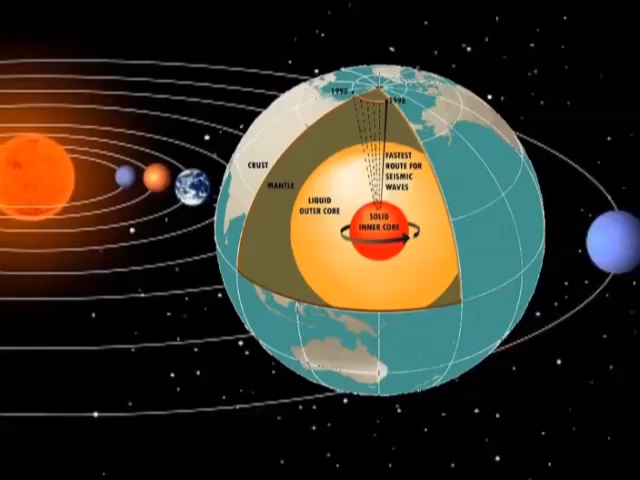 1990
1996
CRUST
MANTLE
LIQUID
OUTER CORE
FASTEST
ROUTE FOR
SEISMIC
WAVES
SOLID
INNER CORE